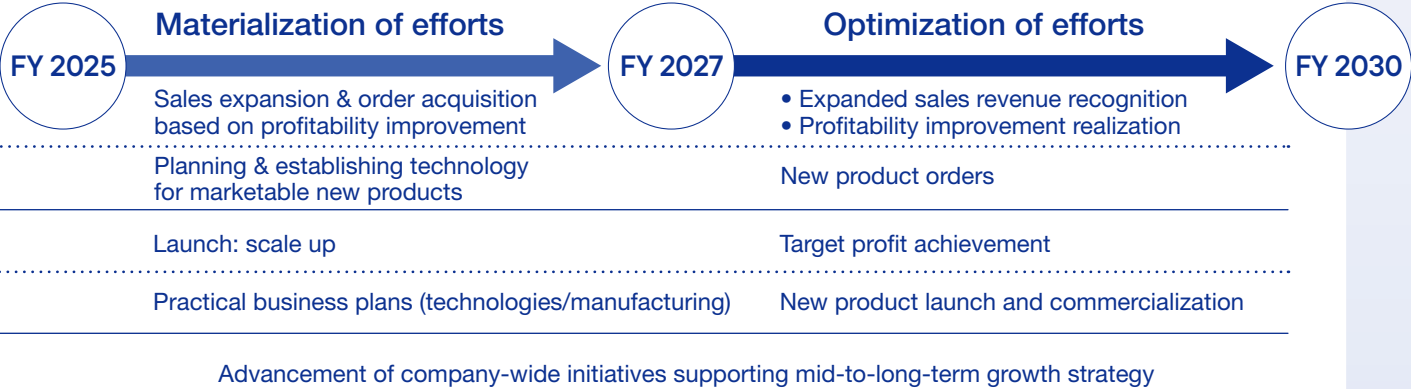 Materialization of efforts
Optimization of efforts
FY 2025
FY 2027
FY 2030
Sales expansion & order acquisition
based on profitability improvement
• Expanded sales revenue recognition
• Profitability improvement realization
Planning & establishing technology
for marketable new products
New product orders
Launch: scale up
Target profit achievement
Practical business plans (technologies/manufacturing)
New product launch and commercialization
Advancement of company-wide initiatives supporting mid-to-long-term growth strategy